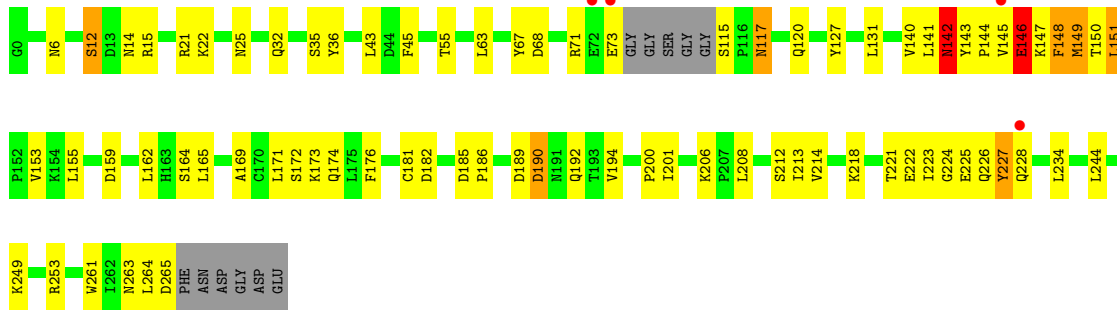 G0 N6 S12 D13 N14 R15 R21 K22 N25 Q32 S35 Y36 L43 D44 F45 T55 L63 Y67 D68 R71 E72 E73 GLY GLY SER GLY GLY S115 P116 N117 Q120 Y127 L131 V140 L141 N142 Y143 P144 V145 E146 K147 F148 M149 T150 L151
P152 V153 K154 L155 D159 L162 H163 S164 L165 A169 C170 L171 S172 K173 Q174 L175 F176 C181 D182 D185 P186 D189 D190 N191 Q192 T193 V194 P200 I201 K206 P207 L208 S212 I213 V214 K218 T221 E222 I223 G224 E225 Q226 Y227 Q228 L234 L244
K249 R253 W261 I262 N263 L264 D265 PHE ASN ASP GLY ASP GLU